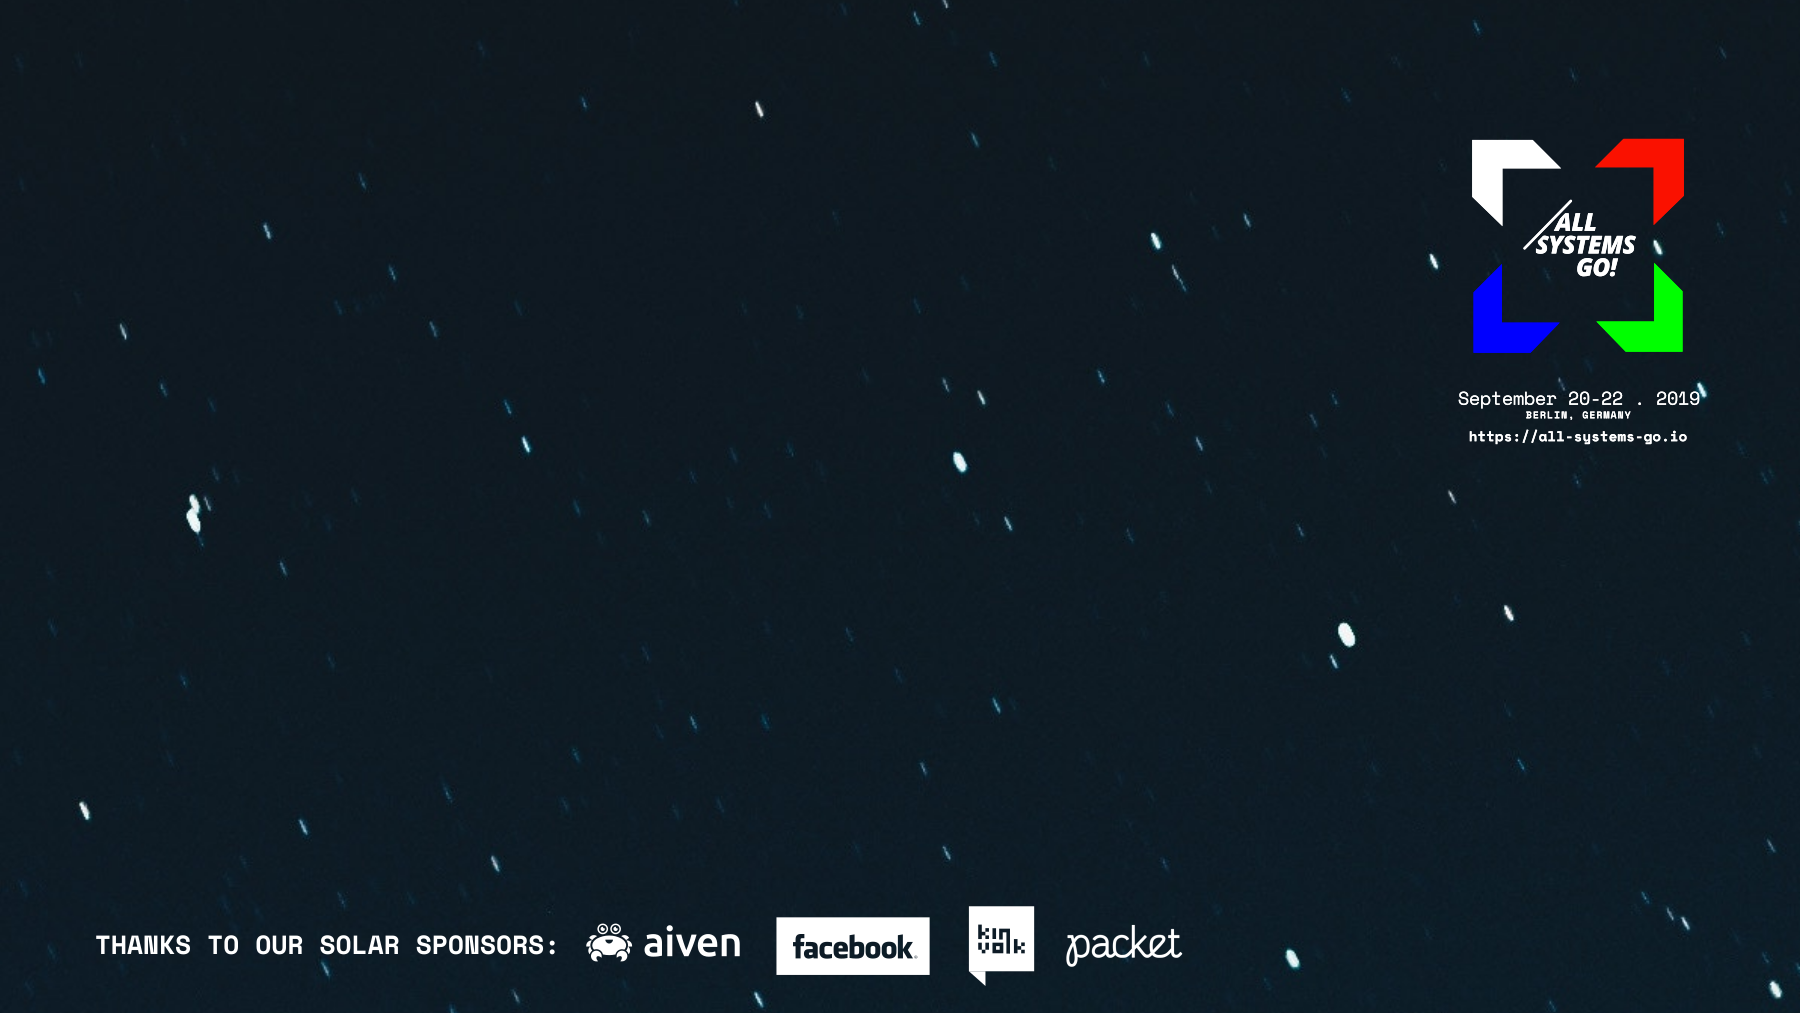 ALL
SYSTEMS
GO!
September 20-22 . 2019
BERLIN, GERMANY
https://all-systems-go.io
THANKS TO OUR SOLAR SPONSORS: aiven facebook kinvolk packet